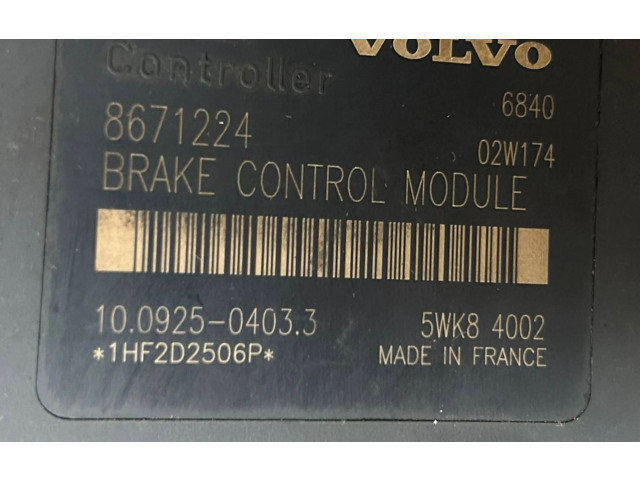 VOLVO
Controller
6840
8671224
02W174
BRAKE CONTROL MODULE
10.0925-0403.3 5WK8 4002
*1HF2D2506P* MADE IN FRANCE